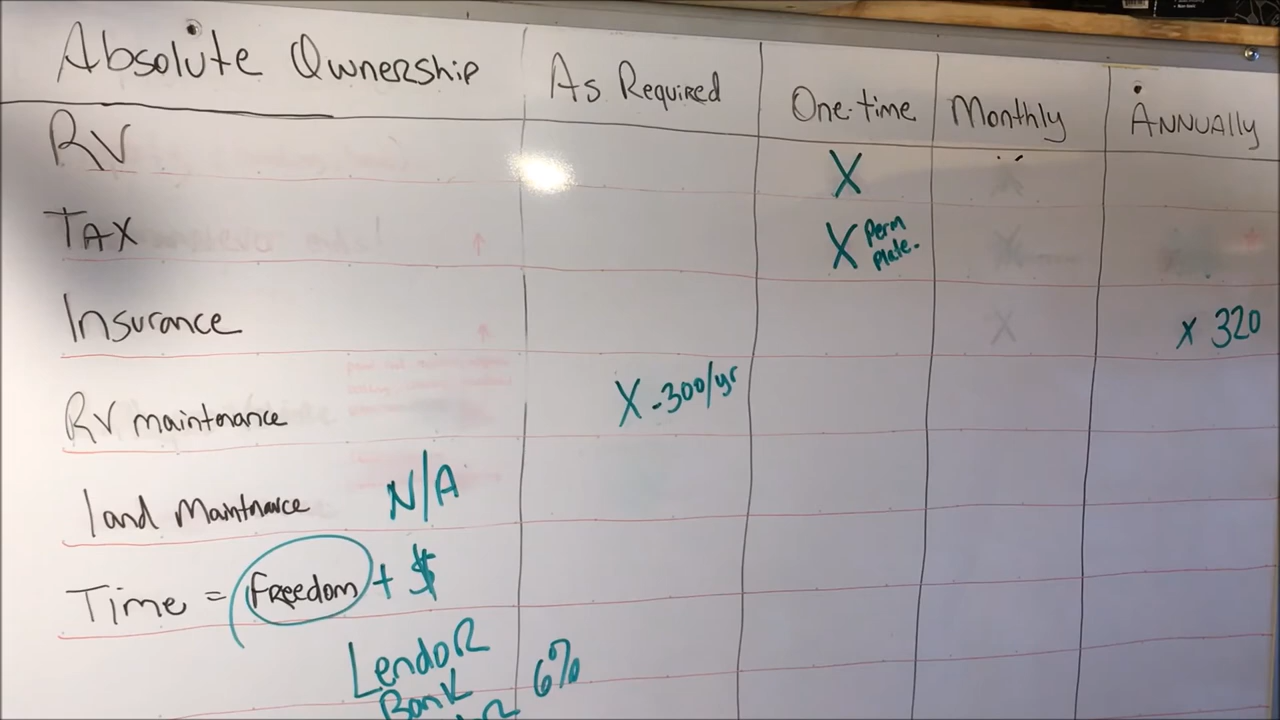 Absolute Ownership As Required One-time Monthly Annually
RV X
TAX X Perm Plate.
Insurance X x 320
RV maintenance X - 300/yr
land Maintnance N/A
Time = Freedom + $
LendoR
Bank 6%